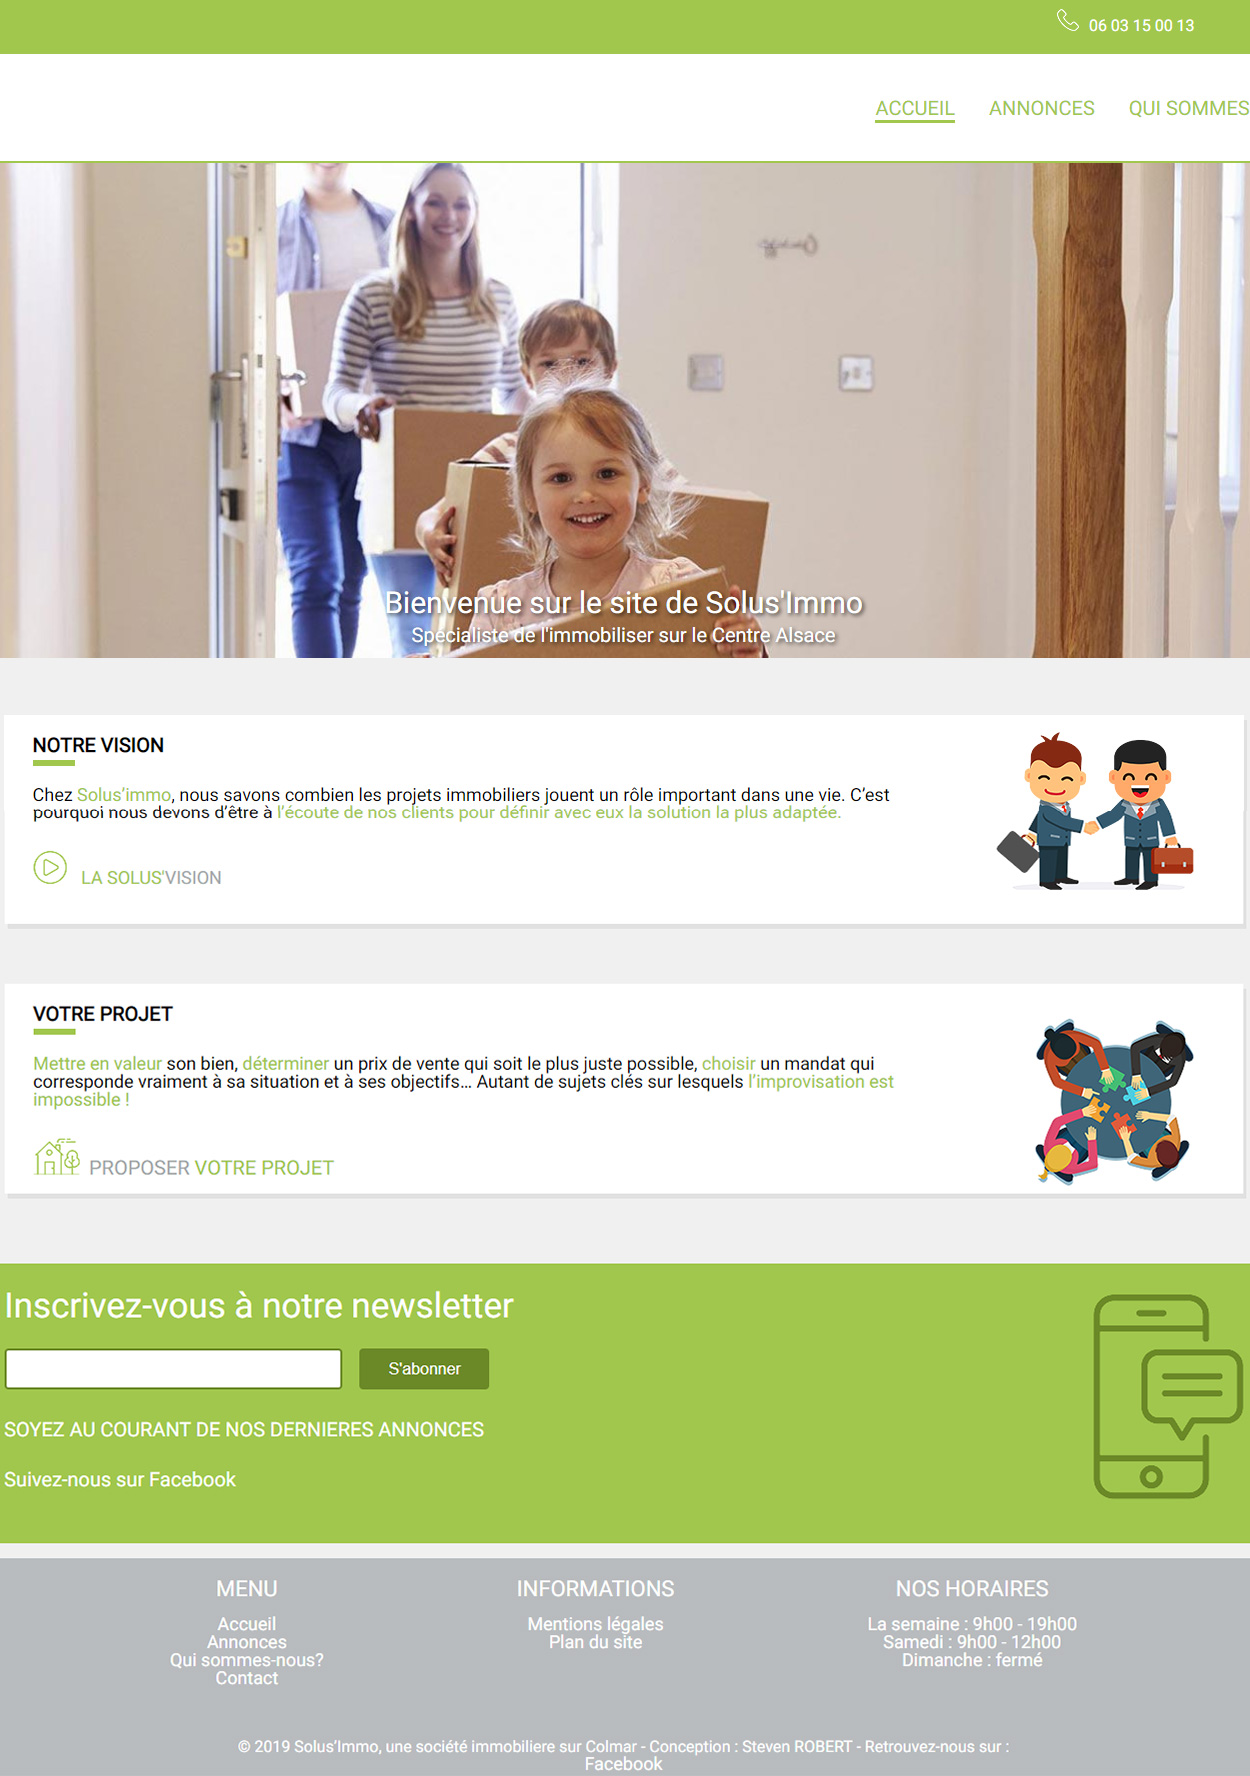 06 03 15 00 13
ACCUEIL ANNONCES QUI SOMMES
Bienvenue sur le site de Solus'Immo
Specialiste de l'immobiliser sur le Centre Alsace
NOTRE VISION
Chez Solus’immo, nous savons combien les projets immobiliers jouent un rôle important dans une vie. C’est
pourquoi nous devons d’être à l’écoute de nos clients pour définir avec eux la solution la plus adaptée.
LA SOLUS'VISION
VOTRE PROJET
Mettre en valeur son bien, déterminer un prix de vente qui soit le plus juste possible, choisir un mandat qui
corresponde vraiment à sa situation et à ses objectifs… Autant de sujets clés sur lesquels l’improvisation est
impossible !
PROPOSER VOTRE PROJET
Inscrivez-vous à notre newsletter
S'abonner
SOYEZ AU COURANT DE NOS DERNIERES ANNONCES
Suivez-nous sur Facebook
MENU
Accueil
Annonces
Qui sommes-nous?
Contact
INFORMATIONS
Mentions légales
Plan du site
NOS HORAIRES
La semaine : 9h00 - 19h00
Samedi : 9h00 - 12h00
Dimanche : fermé
© 2019 Solus’Immo, une société immobiliere sur Colmar - Conception : Steven ROBERT - Retrouvez-nous sur :
Facebook